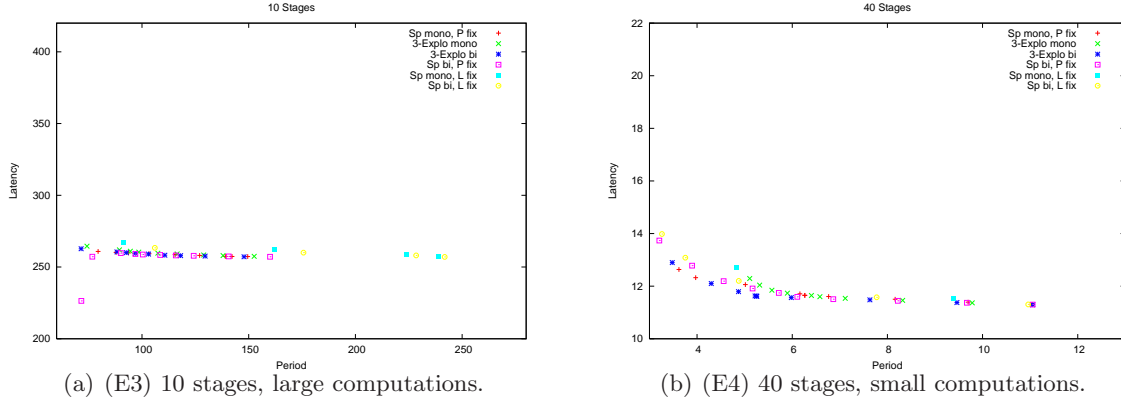 10 Stages
Latency
400
350
300
250
200
100
150
200
250
Period
Sp mono, P fix
3-Explo mono
3-Explo bi
Sp bi, P fix
Sp mono, L fix
Sp bi, L fix
(a) (E3) 10 stages, large computations.
40 Stages
Latency
22
20
18
16
14
12
10
4
6
8
10
12
Period
Sp mono, P fix
3-Explo mono
3-Explo bi
Sp bi, P fix
Sp mono, L fix
Sp bi, L fix
(b) (E4) 40 stages, small computations.